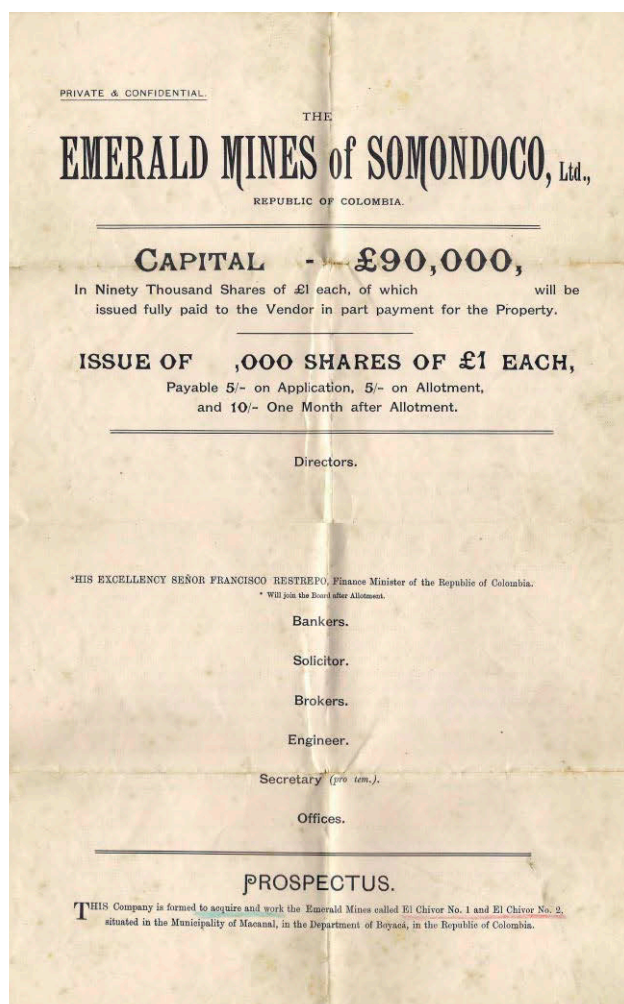 PRIVATE & CONFIDENTIAL.
THE
EMERALD MINES of SOMONDOCO, Ltd.,
REPUBLIC OF COLOMBIA.
CAPITAL - £90,000,
In Ninety Thousand Shares of £1 each, of which will be
issued fully paid to the Vendor in part payment for the Property.
ISSUE OF ,000 SHARES OF £1 EACH,
Payable 5/- on Application, 5/- on Allotment,
and 10/- One Month after Allotment.
Directors.
*HIS EXCELLENCY SEÑOR FRANCISCO RESTREPO, Finance Minister of the Republic of Colombia.
* Will join the Board after Allotment.
Bankers.
Solicitor.
Brokers.
Engineer.
Secretary (pro tem.).
Offices.
PROSPECTUS.
THIS Company is formed to acquire and work the Emerald Mines called El Chivor No. 1 and El Chivor No. 2,
situated in the Municipality of Macanal, in the Department of Boyacá, in the Republic of Colombia.